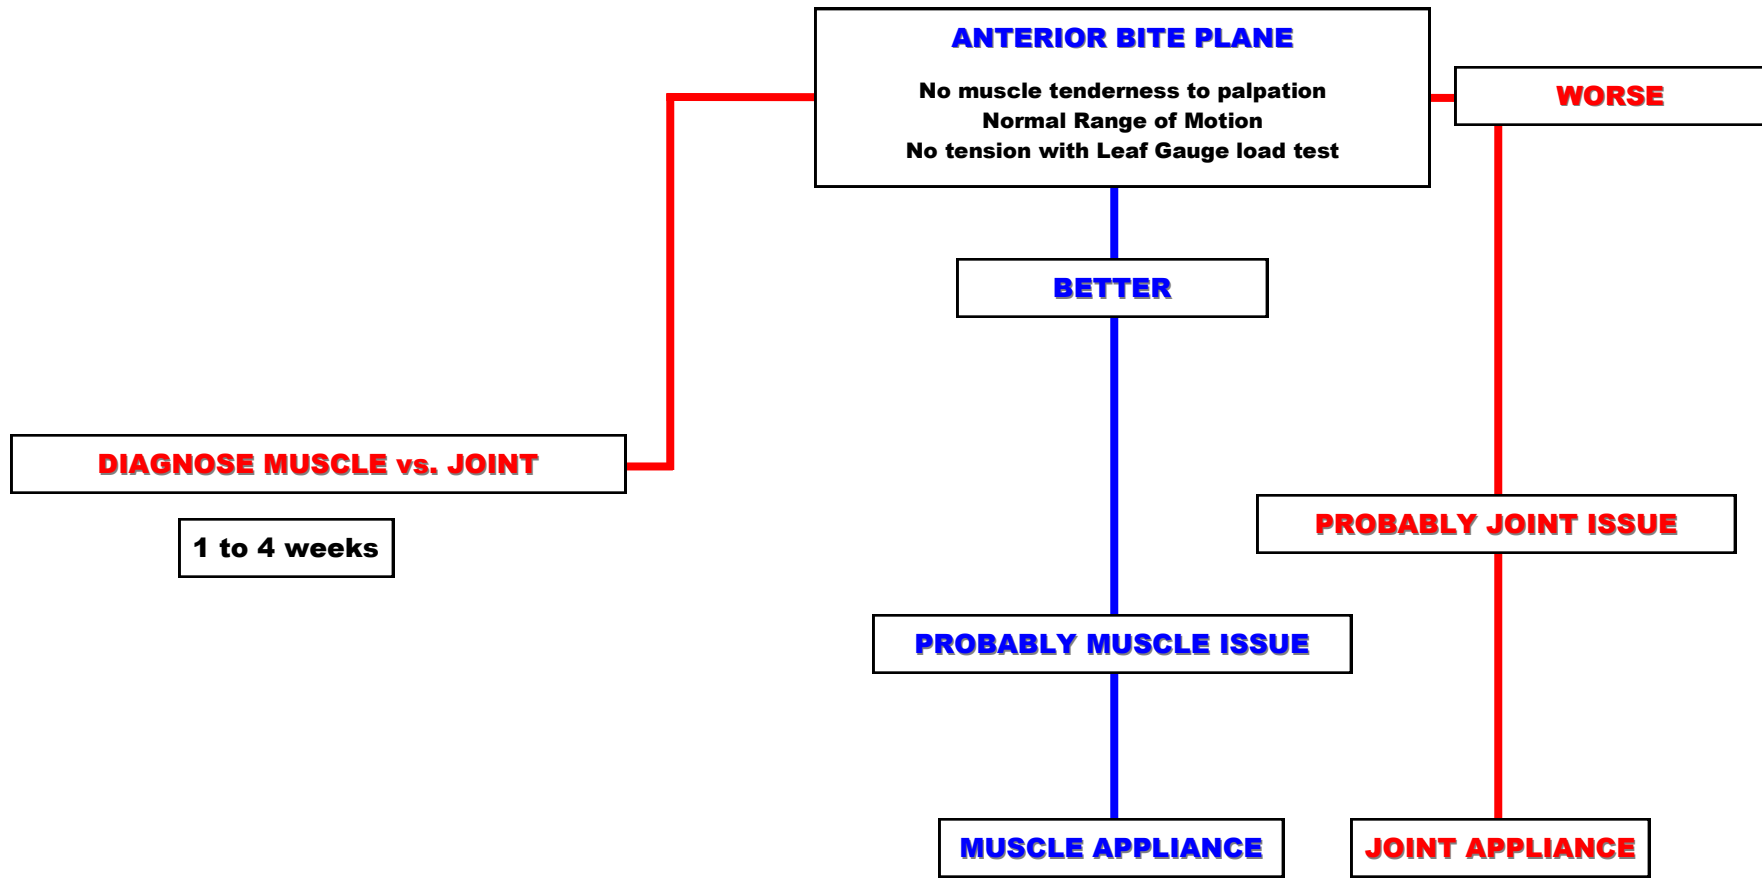 ANTERIOR BITE PLANE
No muscle tenderness to palpation
Normal Range of Motion
No tension with Leaf Gauge load test
WORSE
BETTER
DIAGNOSE MUSCLE vs. JOINT
1 to 4 weeks
PROBABLY JOINT ISSUE
PROBABLY MUSCLE ISSUE
MUSCLE APPLIANCE
JOINT APPLIANCE